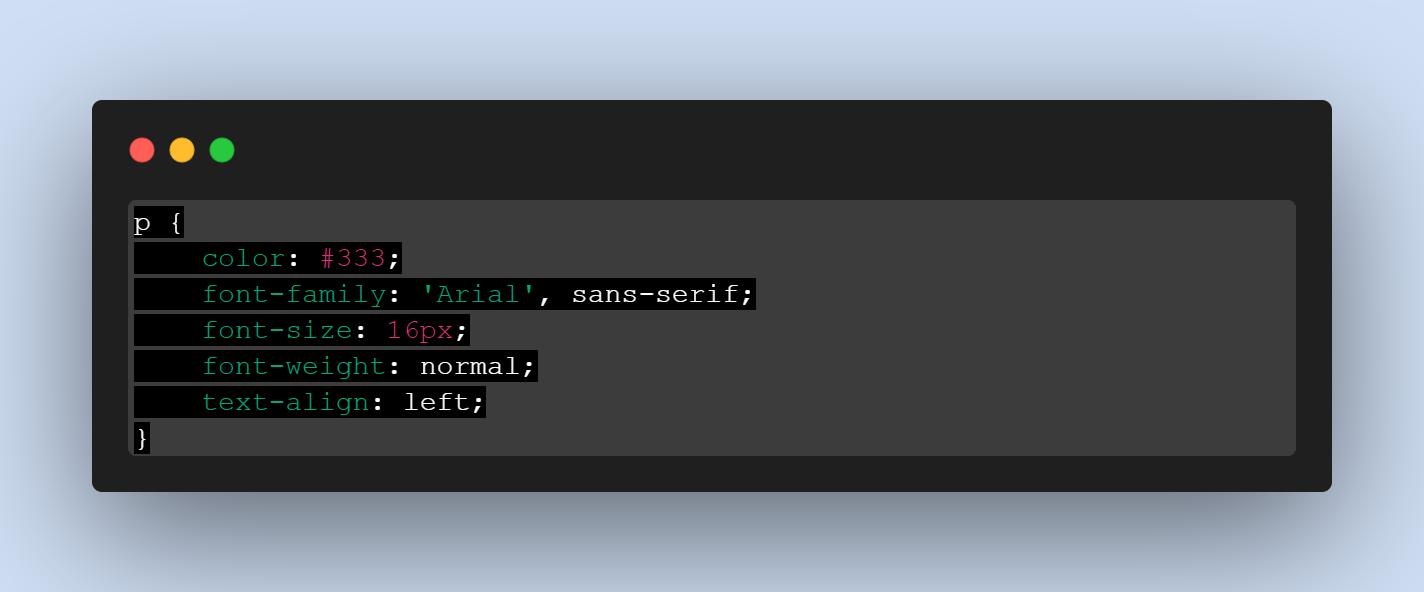 p {
    color: #333;
    font-family: 'Arial', sans-serif;
    font-size: 16px;
    font-weight: normal;
    text-align: left;
}